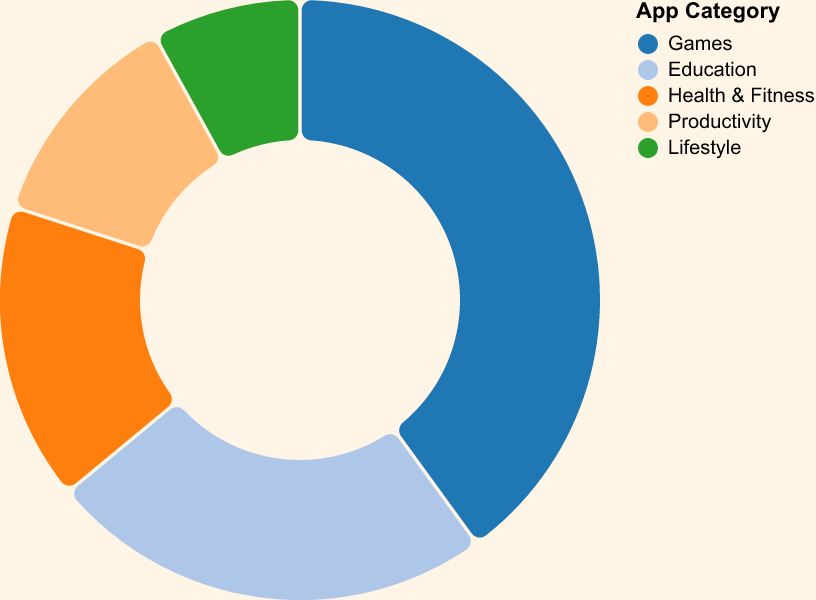 App Category
Games
Education
Health & Fitness
Productivity
Lifestyle